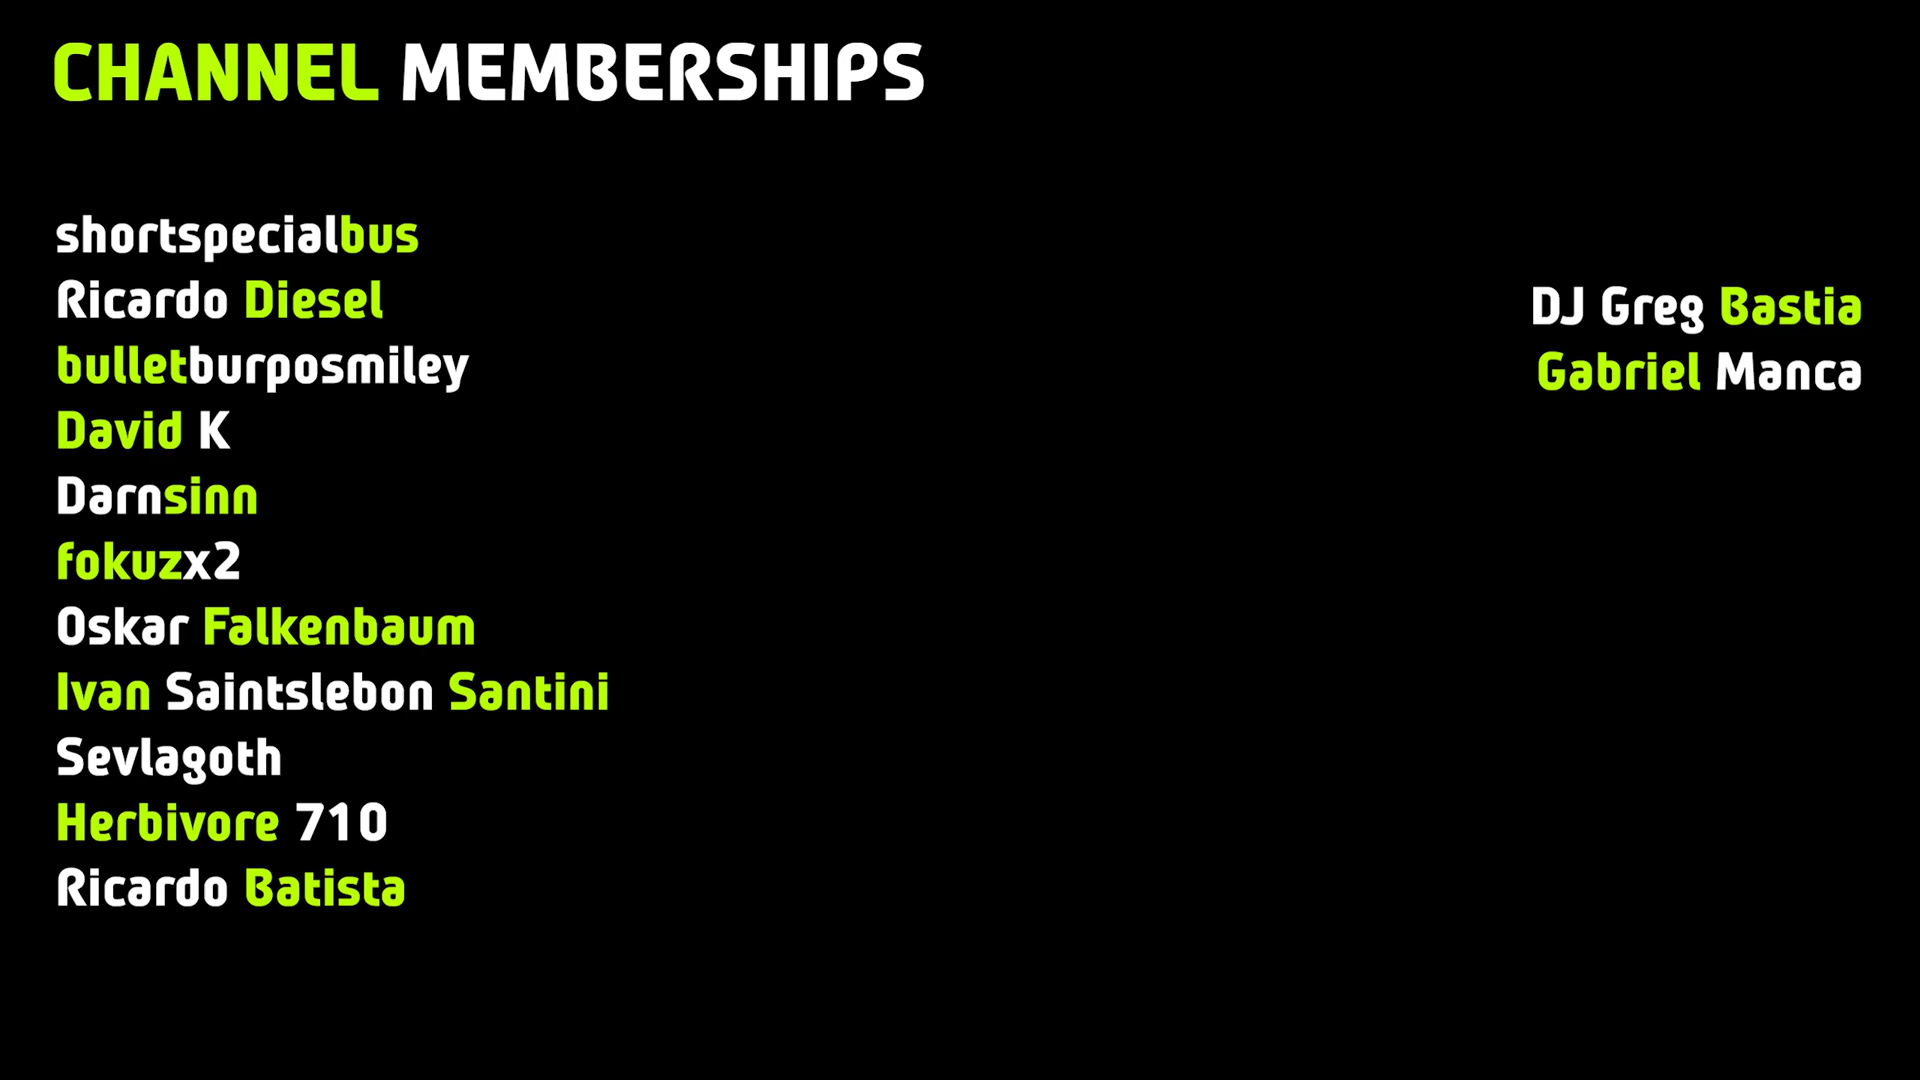 CHANNEL MEMBERSHIPS
shortspecialbus
Ricardo Diesel
bulletburposmiley
David K
Darnsinn
fokuzx2
Oskar Falkenbaum
Ivan Saintslebon Santini
Sevlagoth
Herbivore 710
Ricardo Batista
DJ Greg Bastia
Gabriel Manca